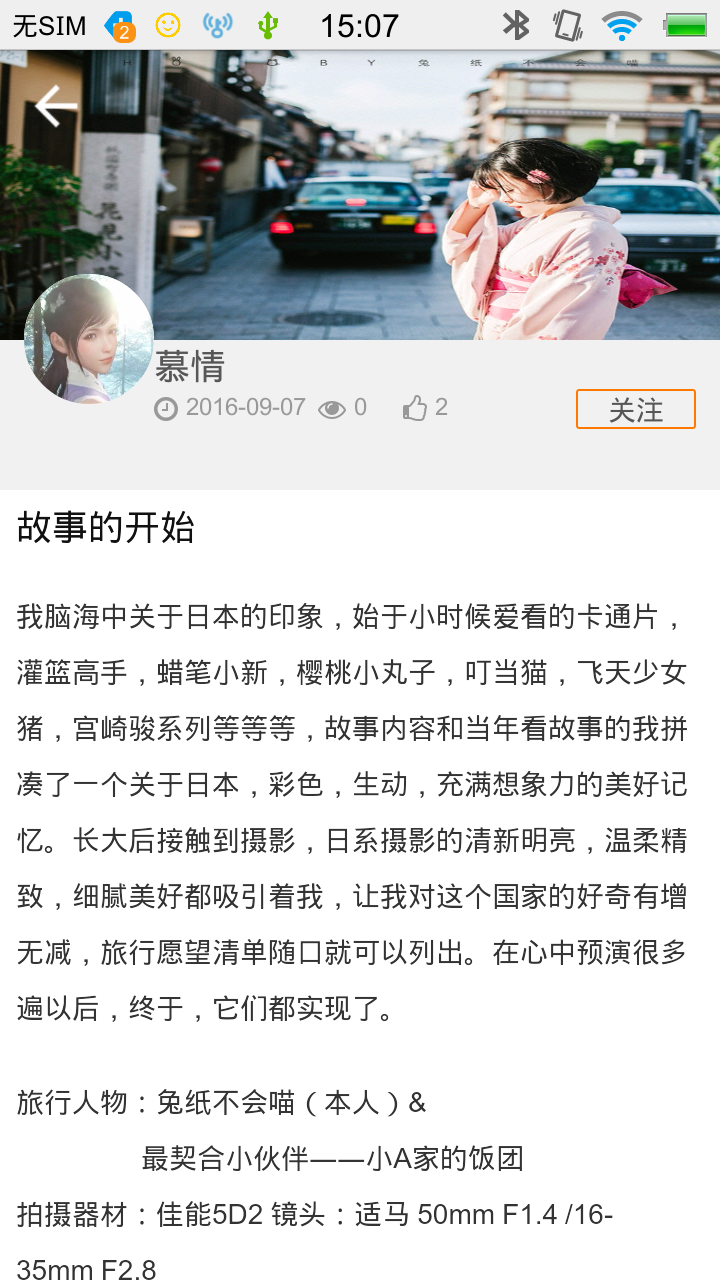 无SIM 2 15:07
H B Y 兔 纸 不 会 喵
花見小
慕情
2016-09-07 0 2
关注
故事的开始
我脑海中关于日本的印象，始于小时候爱看的卡通片，
灌篮高手，蜡笔小新，樱桃小丸子，叮当猫，飞天少女
猪，宫崎骏系列等等等，故事内容和当年看故事的我拼
凑了一个关于日本，彩色，生动，充满想象力的美好记
忆。长大后接触到摄影，日系摄影的清新明亮，温柔精
致，细腻美好都吸引着我，让我对这个国家的好奇有增
无减，旅行愿望清单随口就可以列出。在心中预演很多
遍以后，终于，它们都实现了。
旅行人物：兔纸不会喵（本人）&
最契合小伙伴——小A家的饭团
拍摄器材：佳能5D2 镜头：适马 50mm F1.4 /16-
35mm F2.8